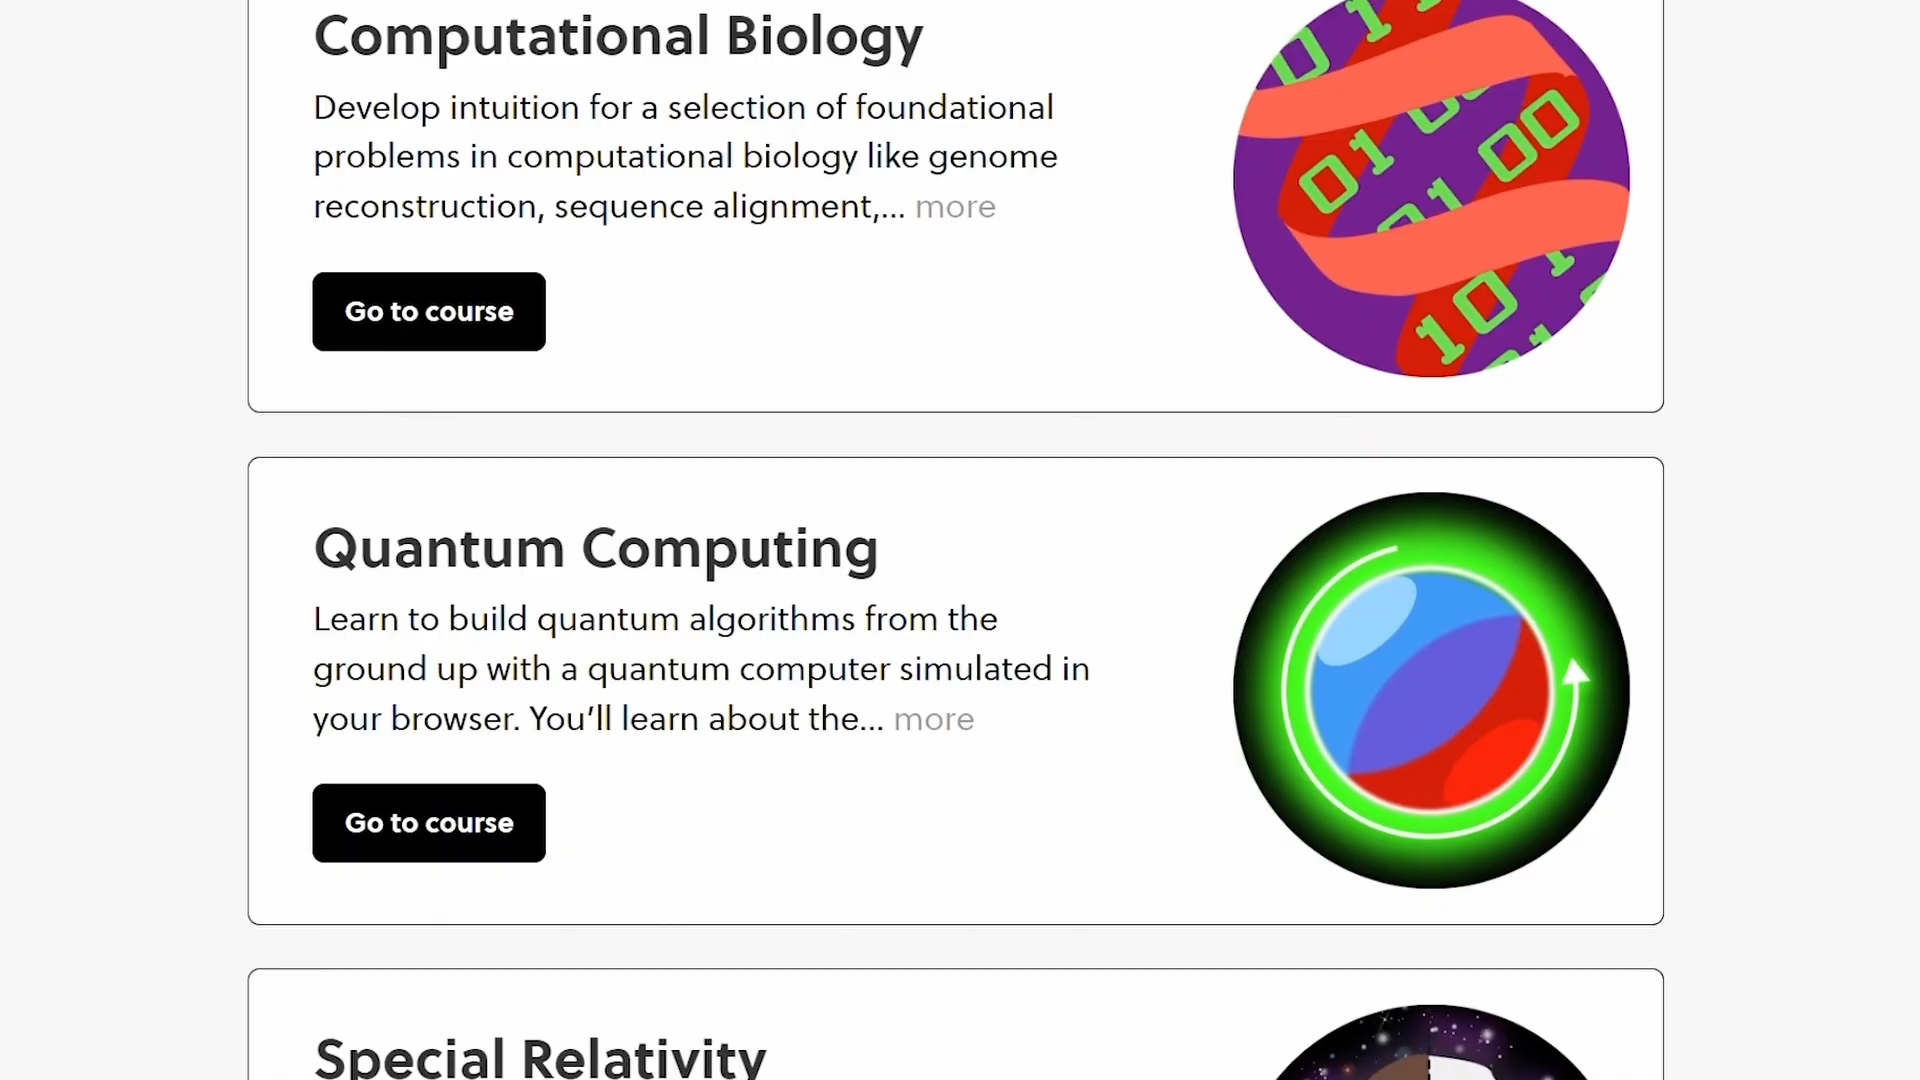 Computational Biology
Develop intuition for a selection of foundational
problems in computational biology like genome
reconstruction, sequence alignment,... more
Go to course
Quantum Computing
Learn to build quantum algorithms from the
ground up with a quantum computer simulated in
your browser. You’ll learn about the... more
Go to course
Special Relativity